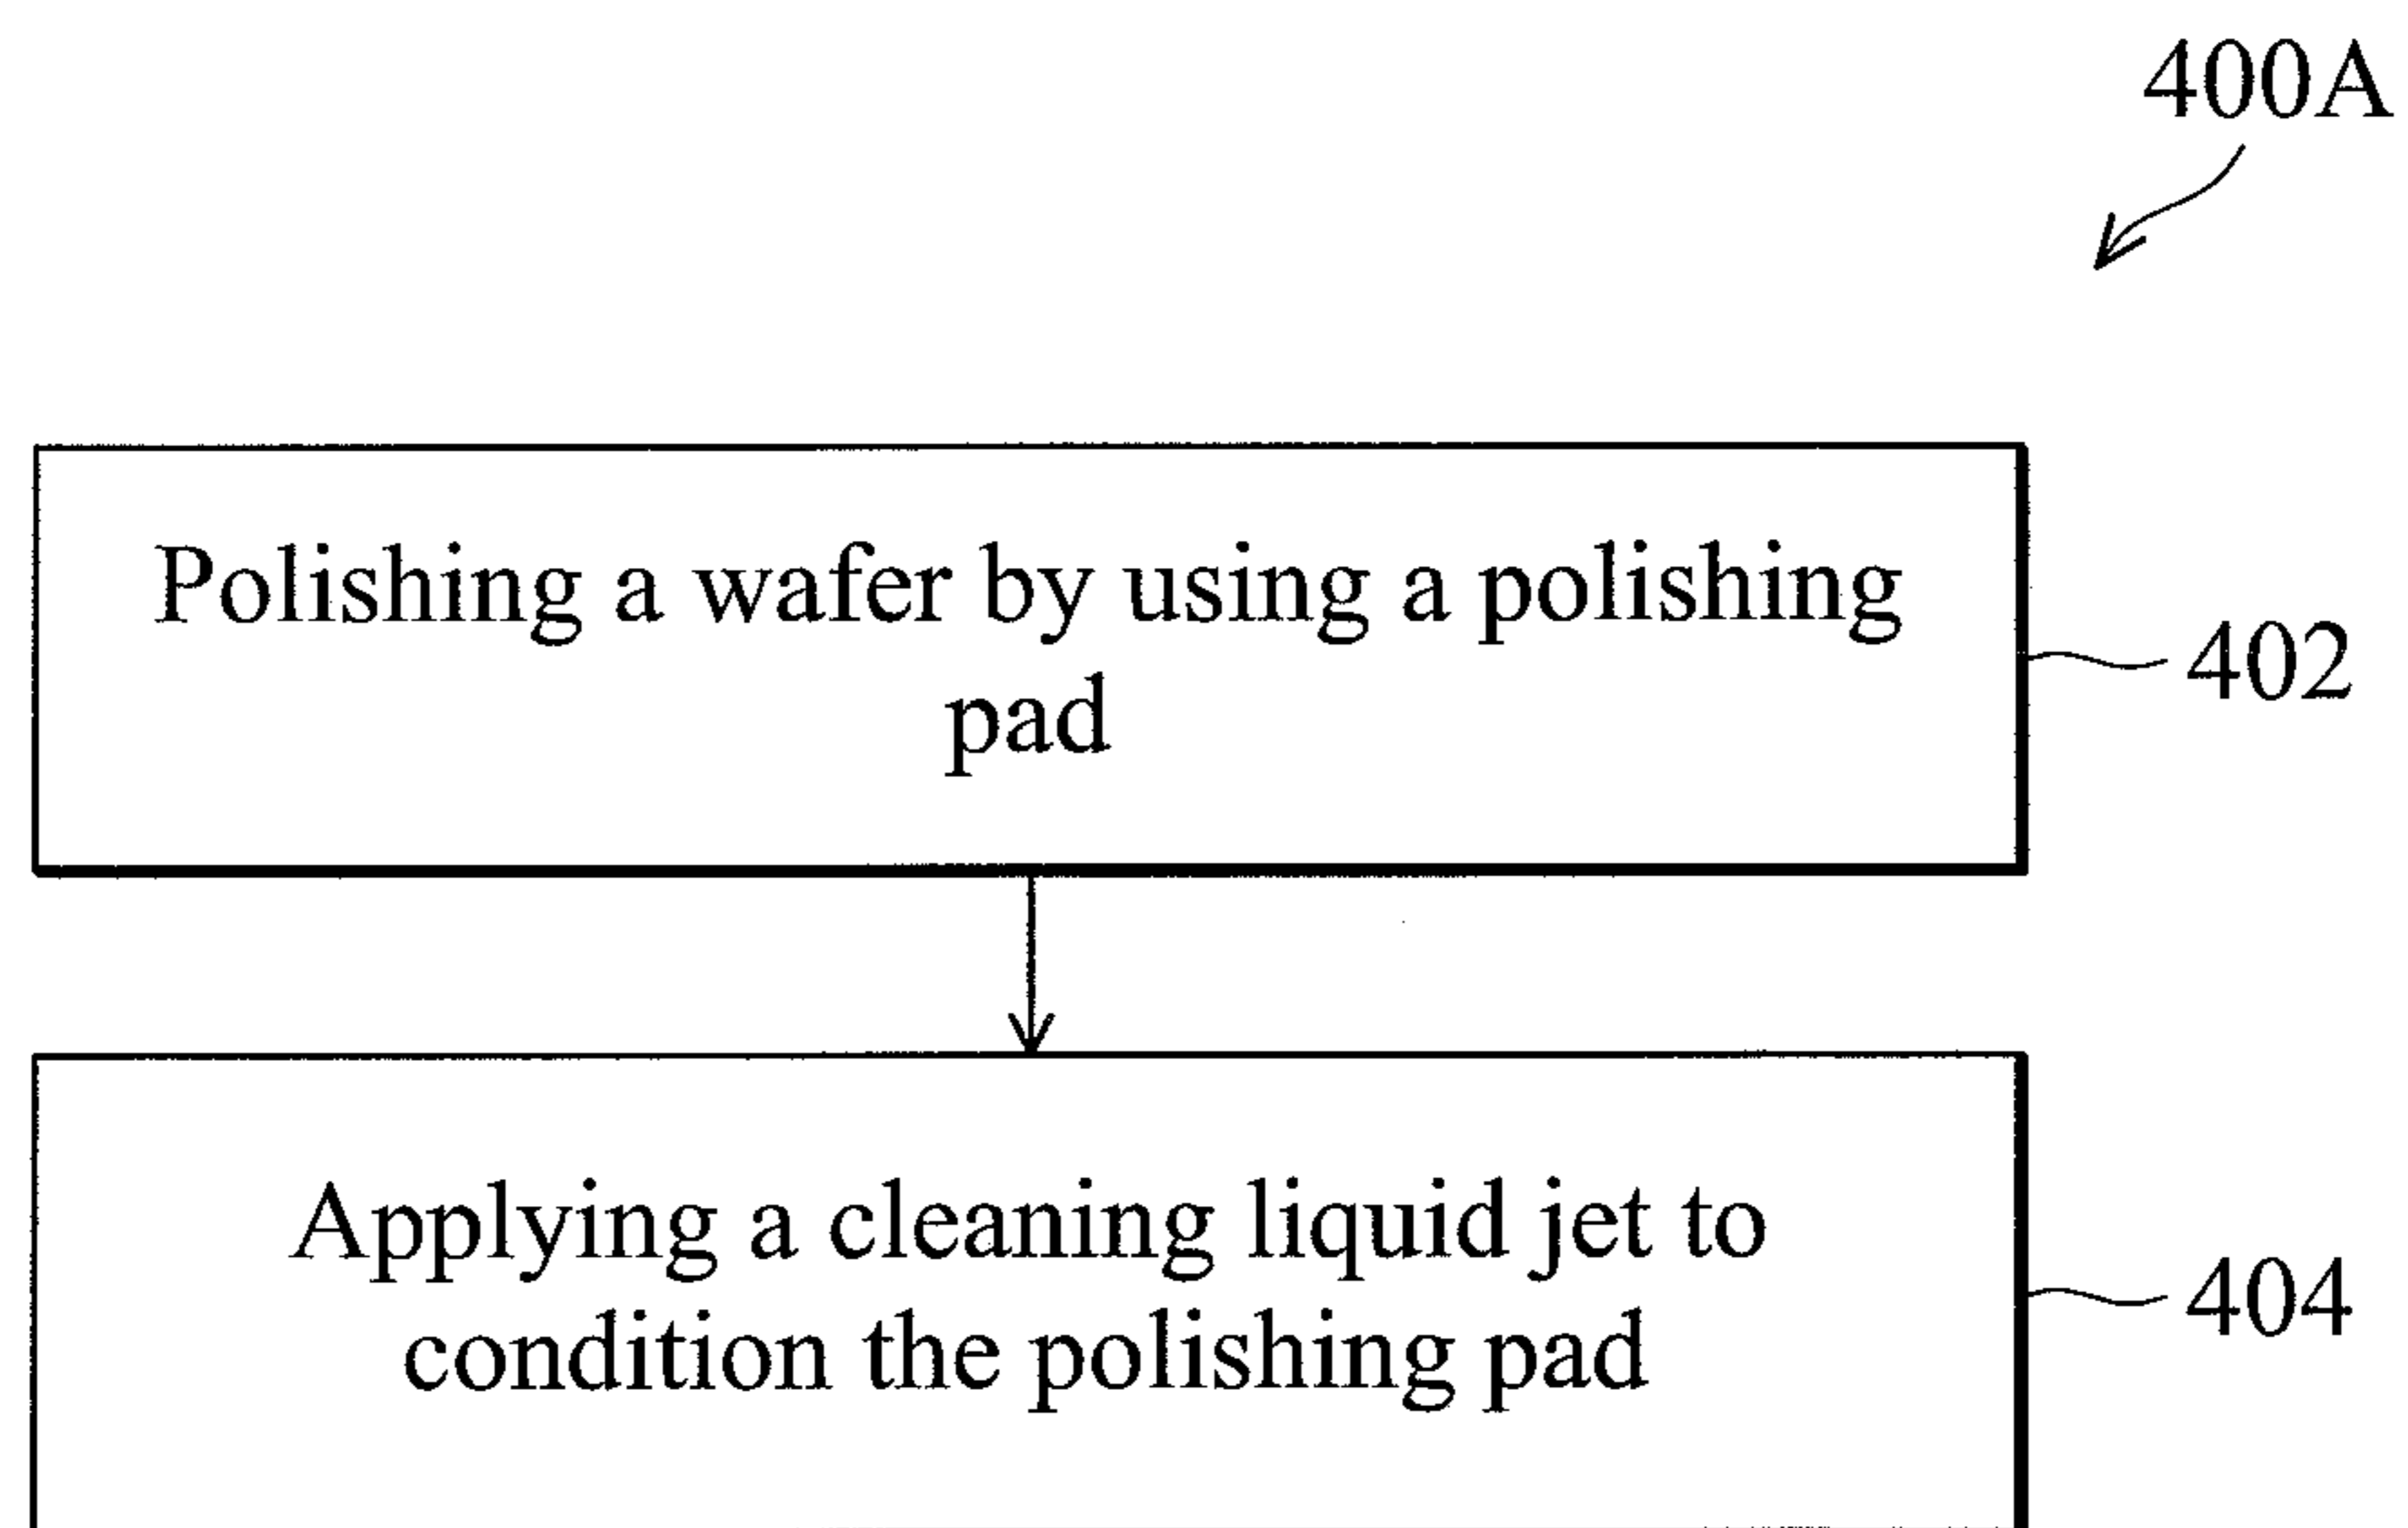 400A
Polishing a wafer by using a polishing
pad
402
Applying a cleaning liquid jet to
condition the polishing pad
404